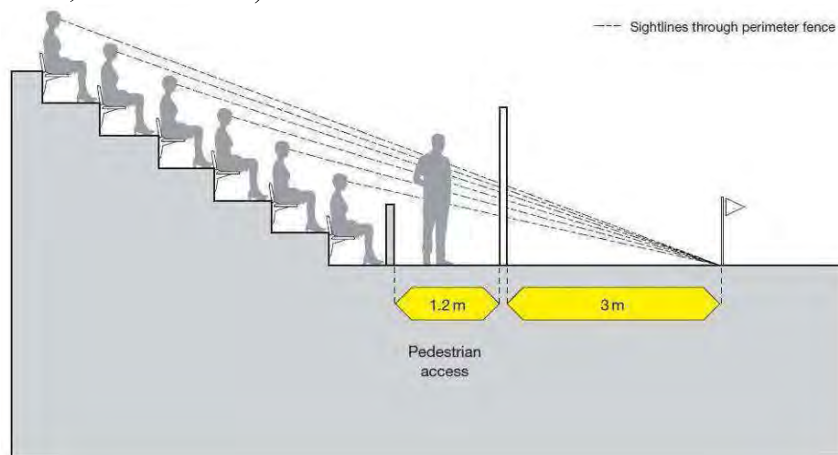 Sightlines through perimeter fence
1.2 m
3 m
Pedestrian
access